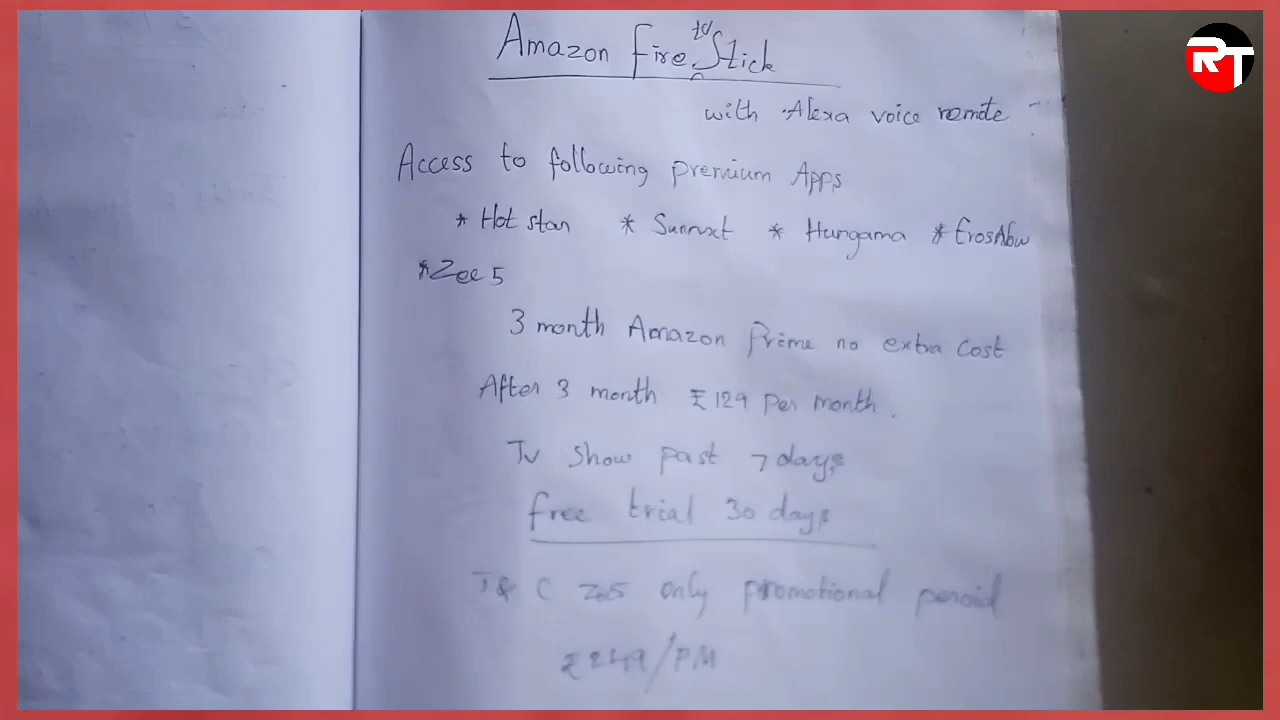 RT
Amazon Fire tv Stick
with Alexa voice remote
Access to following premium Apps
* Hot star * Sunnxt * Hungama * ErosNow
* Zee 5
3 month Amazon Prime no extra cost
After 3 month ₹ 129 per month.
Tv show past 7 days
free trial 30 days
T & C Zee5 only promotional peroid
₹ 249/PM